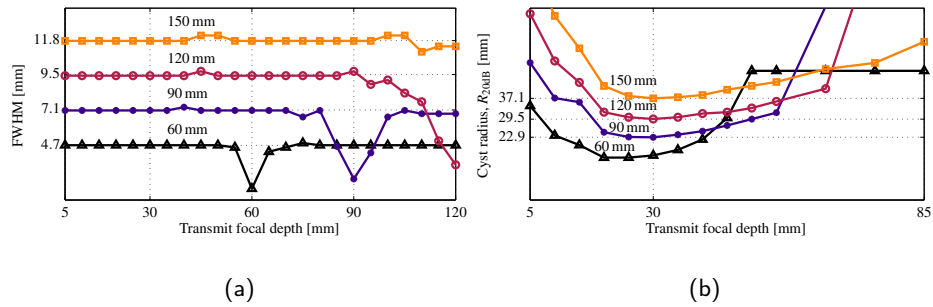 150 mm
11.8
120 mm
9.5
90 mm
7.1
60 mm
4.7
FWHM [mm]
5
30
60
90
120
Transmit focal depth [mm]
(a)
Cyst radius, R20dB [mm]
37.1
29.5
22.9
150 mm
120 mm
90 mm
60 mm
5
30
85
Transmit focal depth [mm]
(b)